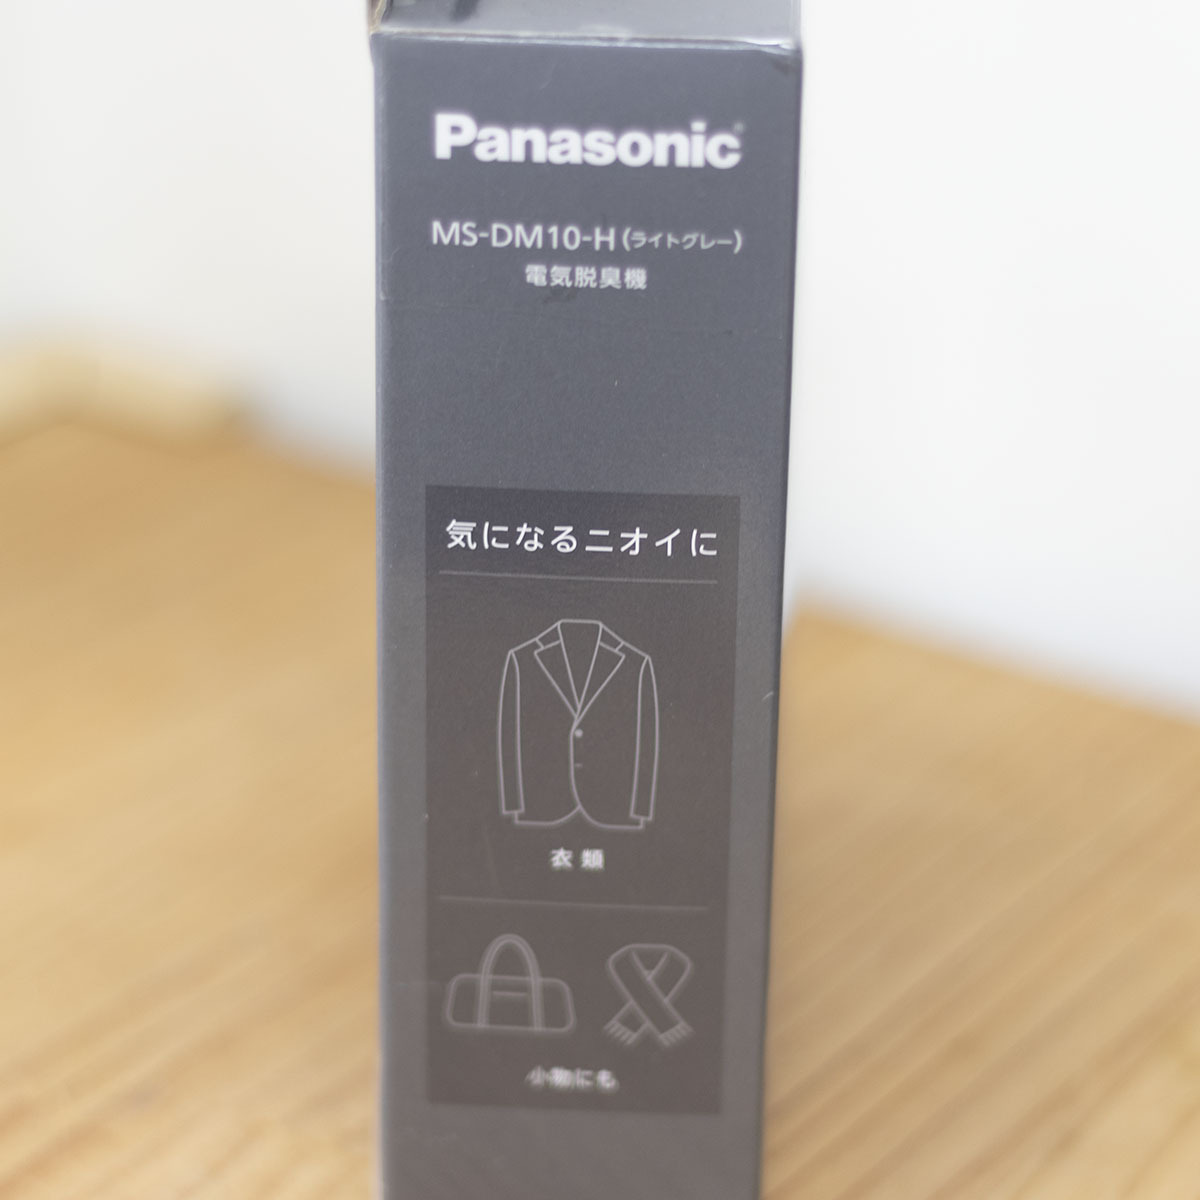 Panasonic
MS-DM10-H(ライトグレー)
電気脱臭機
気になるニオイに
衣類
小物にも